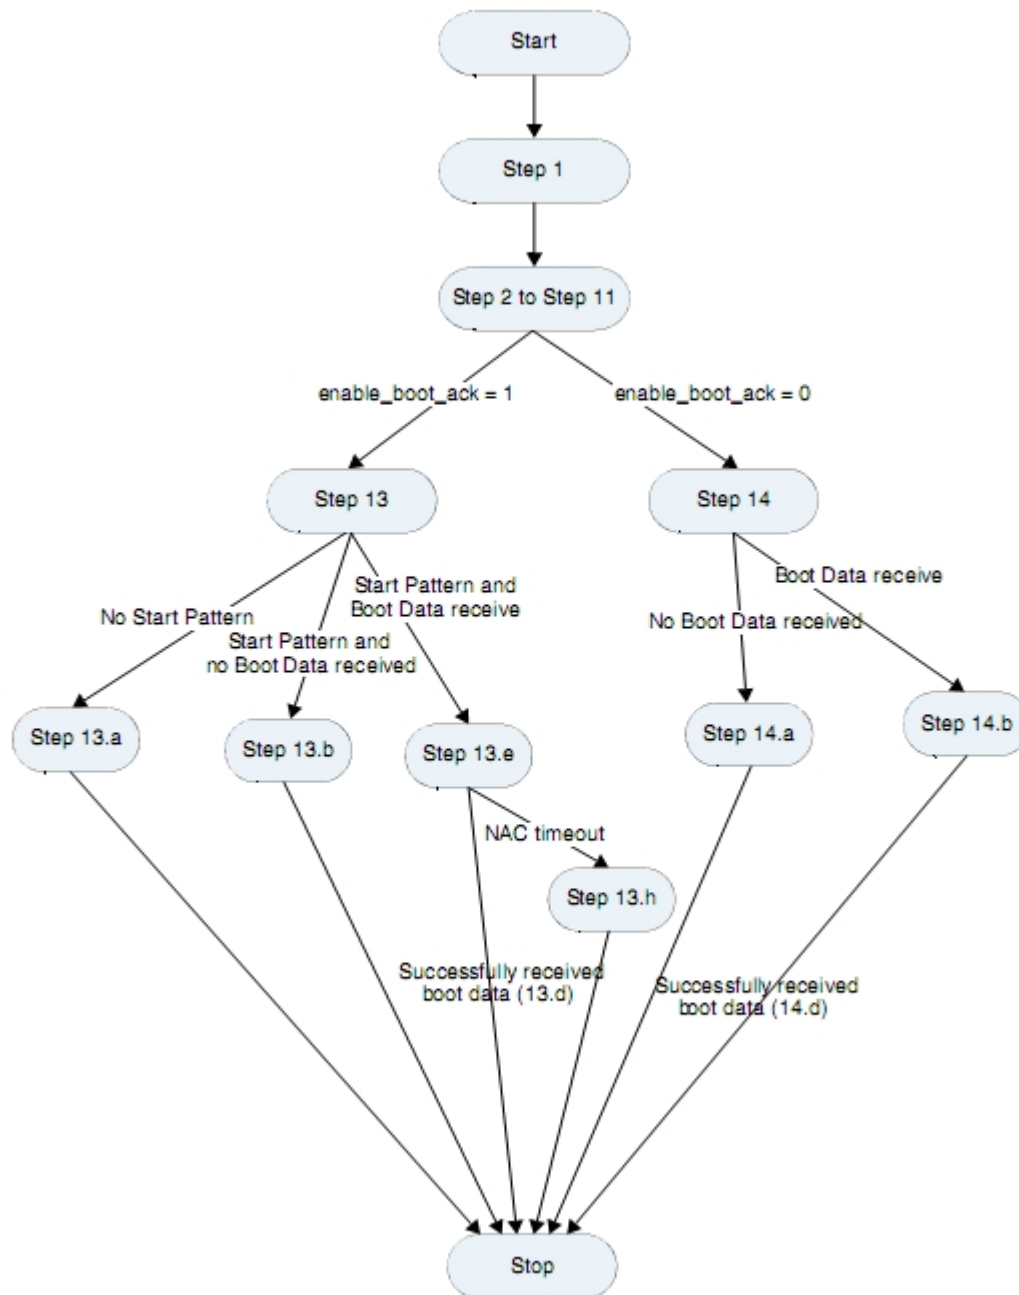 Start
Step 1
Step 2 to Step 11
enable_boot_ack = 1
enable_boot_ack = 0
Step 13
Step 14
No Start Pattern
Start Pattern and
no Boot Data received
Start Pattern and
Boot Data receive
No Boot Data received
Boot Data receive
Step 13.a
Step 13.b
Step 13.e
Step 14.a
Step 14.b
NAC timeout
Step 13.h
Successfully received
boot data (13.d)
Successfully received
boot data (14.d)
Stop